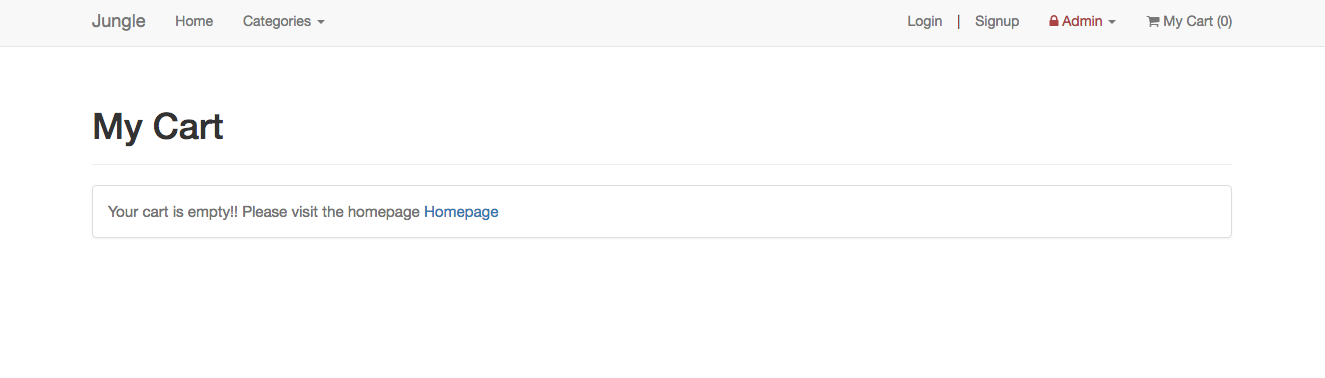 Jungle Home Categories Login | Signup Admin My Cart (0)
My Cart
Your cart is empty!! Please visit the homepage Homepage